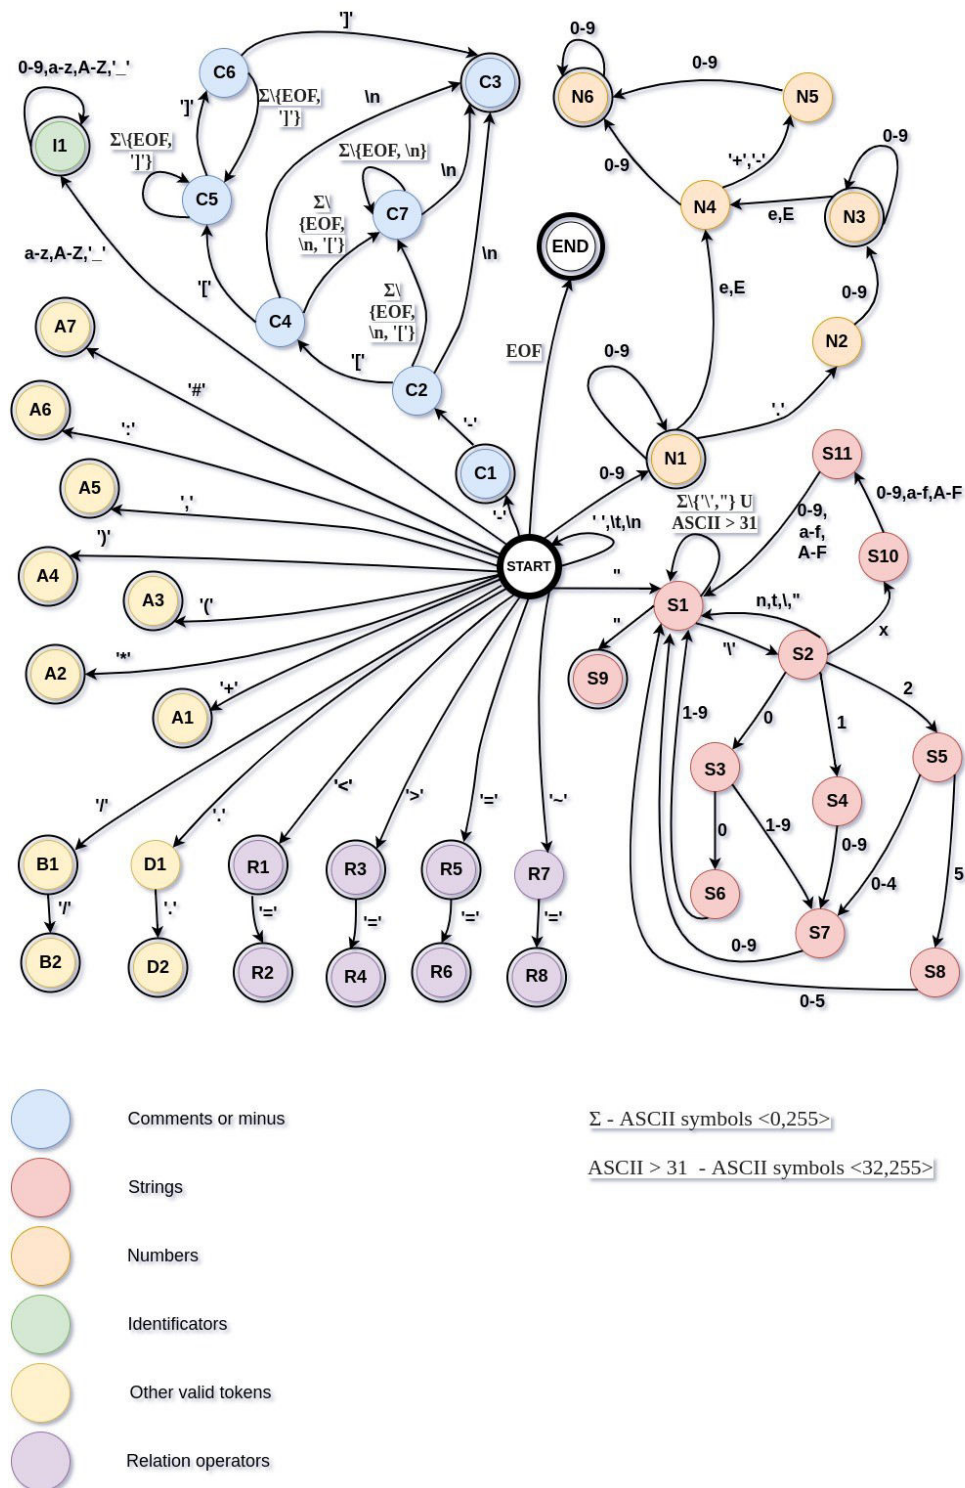 ']'
0-9
0-9,a-z,A-Z,'_'
C6
C3
0-9
N6
N5
Σ\{EOF,
']'}
\n
']'
I1
Σ\{EOF,
']'}
Σ\{EOF, \n}
0-9
'+','-'
0-9
C5
\n
C7
N4
e,E
N3
Σ\
{EOF,
\n, '['}
a-z,A-Z,'_'
\n
END
'['
e,E
0-9
Σ\
{EOF,
\n, '['}
C4
A7
N2
EOF
0-9
'['
'#'
C2
A6
'.'
':'
'-'
N1
S11
C1
0-9
A5
','
0-9,a-f,A-F
Σ\{'\',"} U
ASCII > 31
0-9,
a-f,
A-F
'-'
' ',\t,\n
')'
START
S10
A4
"
A3
S1
n,t,\,"
'('
"
x
'\'
S2
'*'
A2
S9
2
'+'
A1
1-9
0
1
S5
S3
'<'
'>'
'='
'~'
S4
'/'
'.'
1-9
0
0-9
B1
D1
R1
R3
R5
R7
5
0-4
S6
'/'
'.'
'='
'='
'='
'='
S7
0-9
B2
D2
R2
R4
R6
R8
S8
0-5
Comments or minus
Σ - ASCII symbols <0,255>
ASCII > 31 - ASCII symbols <32,255>
Strings
Numbers
Identificators
Other valid tokens
Relation operators